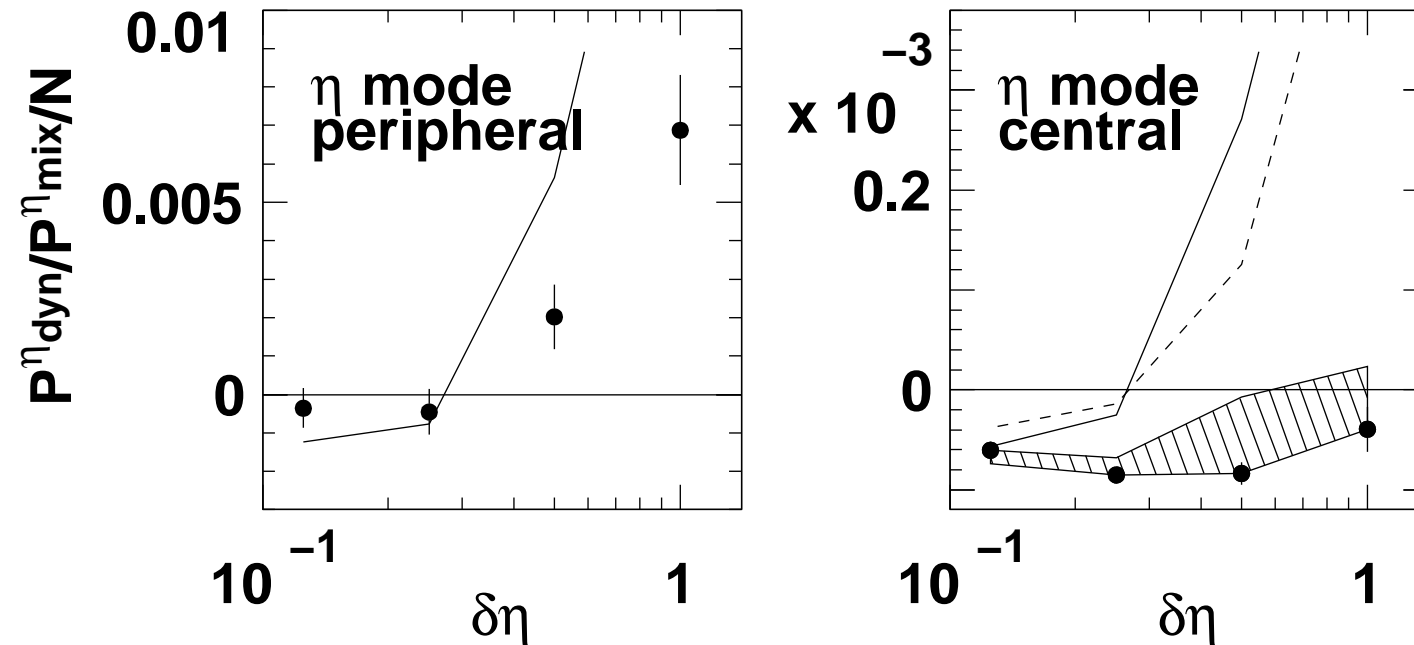 P^η_dyn/P^η_mix/N
0.01
0.005
0
η mode
peripheral
10^−1
1
δη
x 10^−3
0.2
0
η mode
central
10^−1
1
δη